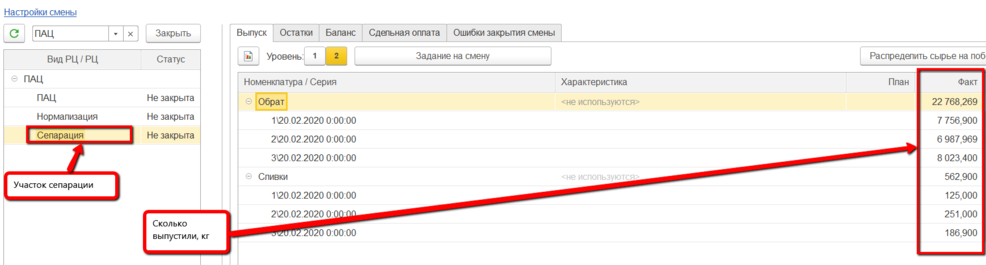 Настройки смены
ПАЦ
Закрыть
Вид РЦ / РЦ Статус
ПАЦ
ПАЦ Не закрыта
Нормализация Не закрыта
Сепарация Не закрыта
Участок сепарации
Выпуск Остатки Баланс Сдельная оплата Ошибки закрытия смены
Уровень: 1 2 Задание на смену Распределить сырье на поб
Номенклатура / Серия Характеристика План Факт
Обрат <не используются> 22 768,269
1\20.02.2020 0:00:00 7 756,900
2\20.02.2020 0:00:00 6 987,969
3\20.02.2020 0:00:00 8 023,400
Сливки <не используются> 562,900
1\20.02.2020 0:00:00 125,000
2\20.02.2020 0:00:00 251,000
3\20.02.2020 0:00:00 186,900
Сколько
выпустили, кг